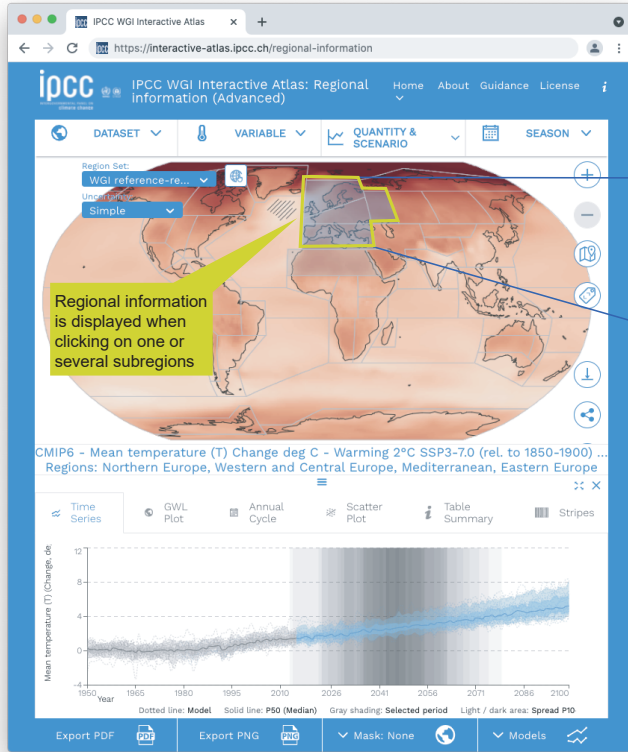 IPCC WGI Interactive Atlas
https://interactive-atlas.ipcc.ch/regional-information
ipcc
IPCC WGI Interactive Atlas: Regional
information (Advanced)
Home About Guidance License i
DATASET VARIABLE QUANTITY &
SCENARIO SEASON
Region Set:
WGI reference-re...
Simple
Regional information
is displayed when
clicking on one or
several subregions
CMIP6 - Mean temperature (T) Change deg C - Warming 2°C SSP3-7.0 (rel. to 1850-1900) ...
Regions: Northern Europe, Western and Central Europe, Mediterranean, Eastern Europe
Time
Series
GWL
Plot
Annual
Cycle
Scatter
Plot
Table
Summary
Stripes
Mean temperature (T) (Change, de
12
8
4
0
-4
1950 1965 1980 1995 2010 2026 2041 2056 2071 2086 2100
Year
Dotted line: Model Solid line: P50 (Median) Gray shading: Selected period Light / dark area: Spread P10
Export PDF PDF Export PNG PNG Mask: None Models